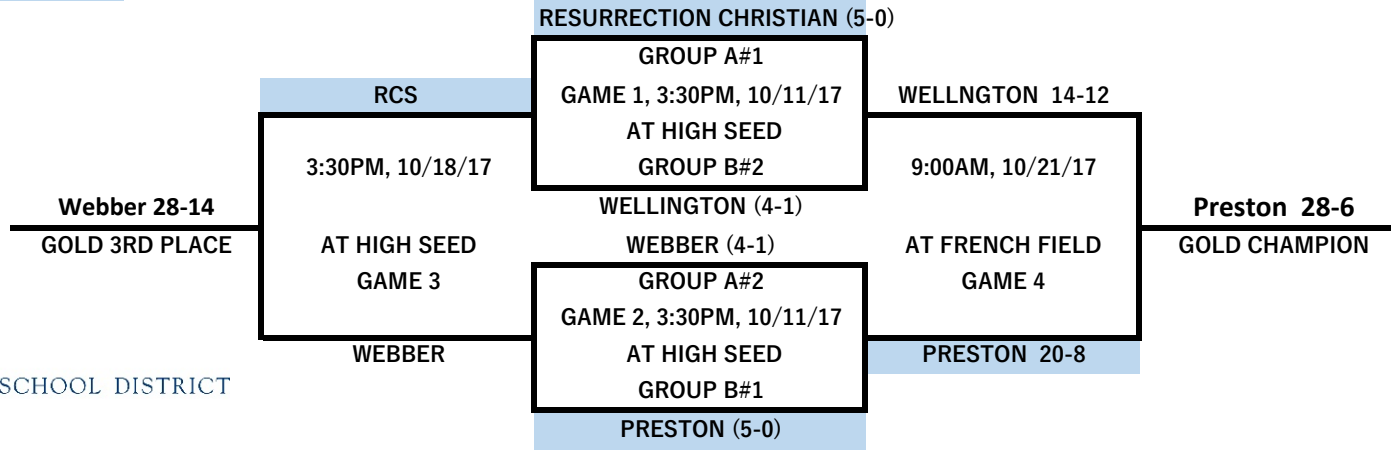 RESURRECTION CHRISTIAN (5-0)
GROUP A#1
RCS
GAME 1, 3:30PM, 10/11/17
WELLNGTON 14-12
AT HIGH SEED
3:30PM, 10/18/17
GROUP B#2
9:00AM, 10/21/17
Webber 28-14
WELLINGTON (4-1)
Preston 28-6
GOLD 3RD PLACE
AT HIGH SEED
WEBBER (4-1)
AT FRENCH FIELD
GOLD CHAMPION
GAME 3
GROUP A#2
GAME 4
GAME 2, 3:30PM, 10/11/17
WEBBER
AT HIGH SEED
PRESTON 20-8
SCHOOL DISTRICT
GROUP B#1
PRESTON (5-0)